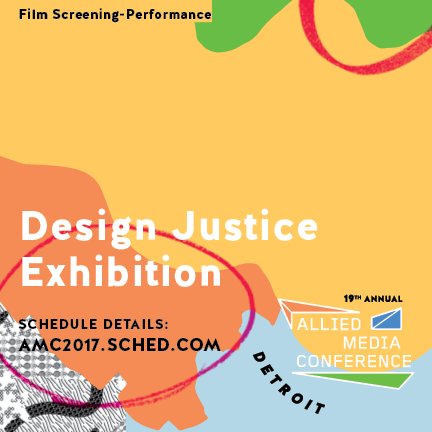 Film Screening-Performance
Design Justice
Exhibition
SCHEDULE DETAILS:
AMC2017.SCHED.COM
19TH ANNUAL
ALLIED
MEDIA
CONFERENCE
DETROIT